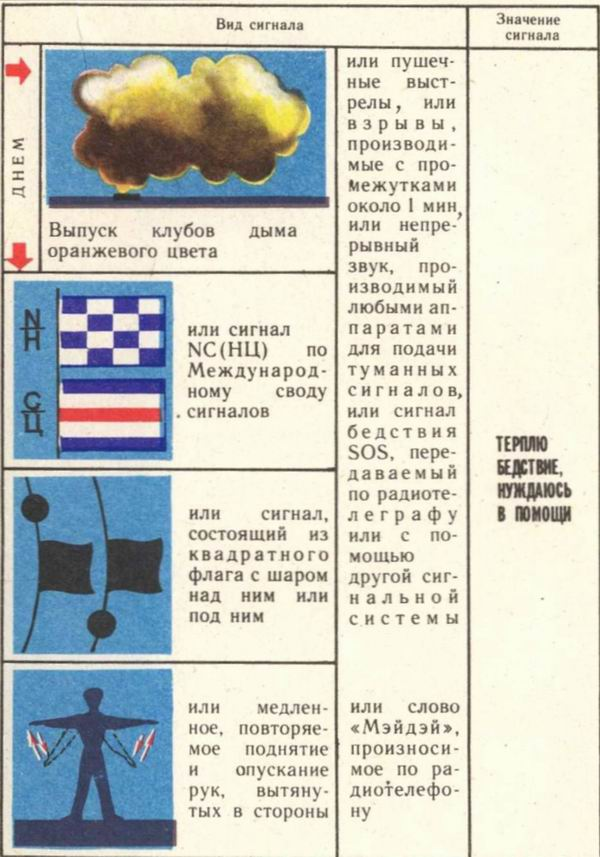 Вид сигнала
Значение
сигнала
ДНЕМ
Выпуск клубов дыма
оранжевого цвета
N
Н
C
Ц
или сигнал
NC(НЦ) по
Международ-
ному своду
сигналов
или сигнал,
состоящий из
квадратного
флага с шаром
над ним или
под ним
или медлен-
ное, повторяе-
мое поднятие
и опускание
рук, вытяну-
тых в стороны
или пушеч-
ные выст-
релы, или
взрывы,
производи-
мые с про-
межутками
около 1 мин,
или непре-
рывный
звук, про-
изводимый
любыми ап-
паратами
для подачи
туманных
сигналов,
или сигнал
бедствия
SOS, пере-
даваемый
по радиоте-
леграфу
или с по-
мощью
другой сиг-
нальной
системы
или слово
«Мэйдэй»,
произноси-
мое по ра-
диотелефо-
ну
ТЕРПЛЮ
БЕДСТВИЕ,
НУЖДАЮСЬ
В ПОМОЩИ